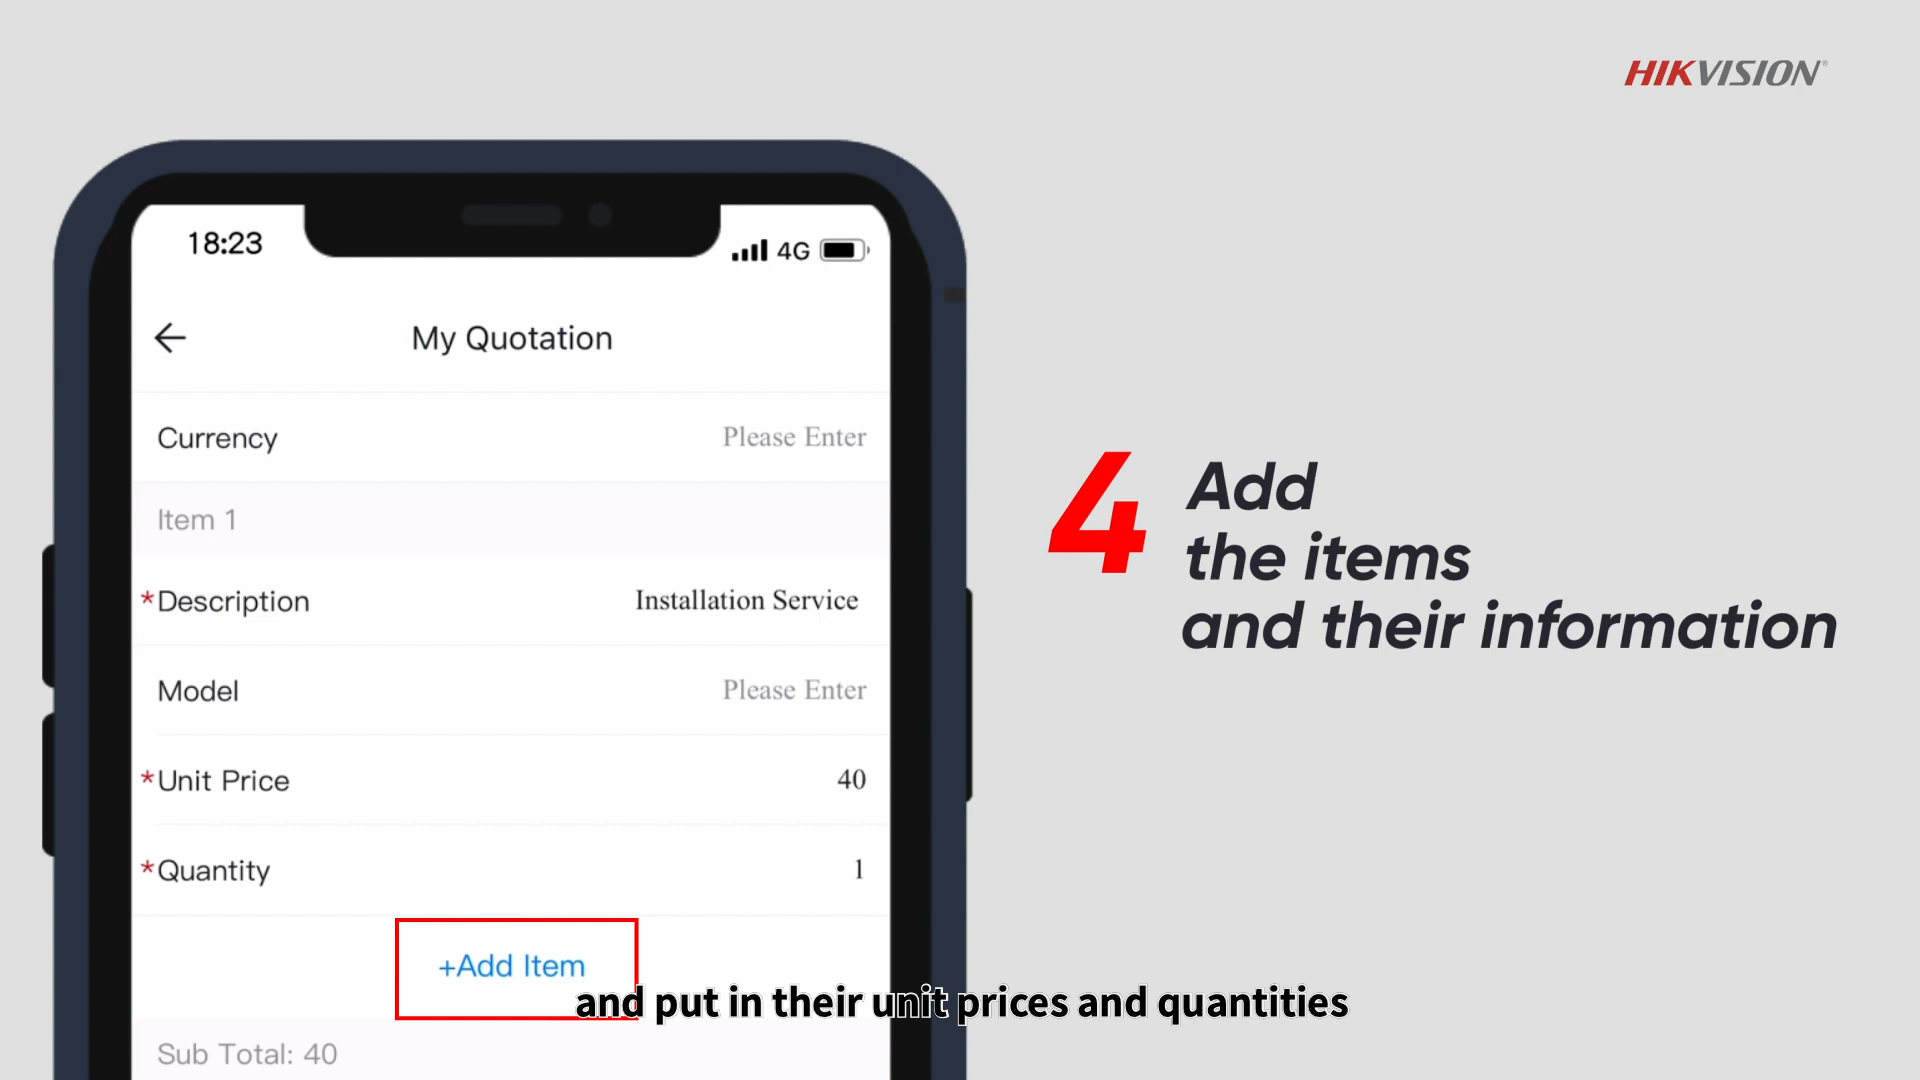 HIKVISION®
18:23
4G
My Quotation
Currency Please Enter
Item 1
*Description Installation Service
Model Please Enter
*Unit Price 40
*Quantity 1
+Add Item
Sub Total: 40
4 Add
the items
and their information
and put in their unit prices and quantities